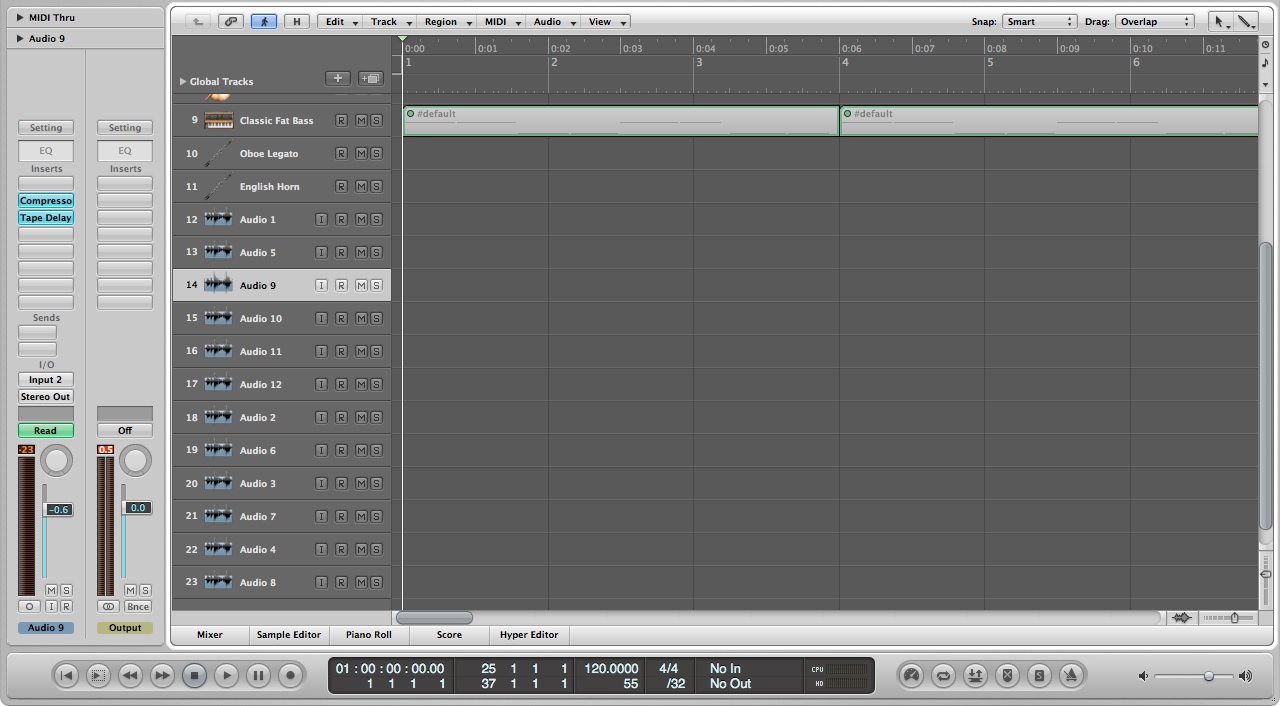 MIDI Thru
Audio 9
H
Edit Track Region MIDI Audio View
Snap: Smart Drag: Overlap
0:00 0:01 0:02 0:03 0:04 0:05 0:06 0:07 0:08 0:09 0:10 0:11
1 2 3 4 5 6
Global Tracks
9 Classic Fat Bass R M S
#default #default
10 Oboe Legato R M S
11 English Horn R M S
12 Audio 1 I R M S
13 Audio 5 I R M S
14 Audio 9 I R M S
15 Audio 10 I R M S
16 Audio 11 I R M S
17 Audio 12 I R M S
18 Audio 2 I R M S
19 Audio 6 I R M S
20 Audio 3 I R M S
21 Audio 7 I R M S
22 Audio 4 I R M S
23 Audio 8 I R M S
Setting Setting
EQ EQ
Inserts Inserts
Compresso
Tape Delay
Sends
I/O
Input 2
Stereo Out
Read Off
-23 0.5
-0.6 0.0
M S M S
I R Bnce
Audio 9 Output
Mixer Sample Editor Piano Roll Score Hyper Editor
01 : 00 : 00 : 00.00 25 1 1 1 120.0000 4/4 No In CPU
1 1 1 1 37 1 1 1 55 /32 No Out HD
S